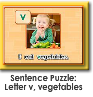 v
I eat vegetables
Sentence Puzzle:
Letter v, vegetables